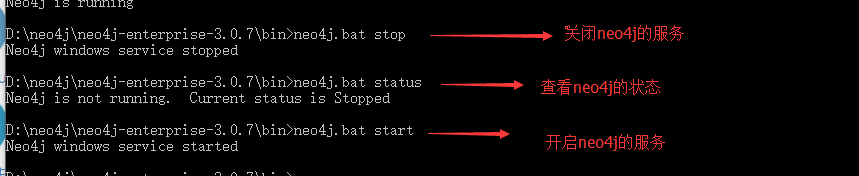 Neo4j is running
D:\neo4j\neo4j-enterprise-3.0.7\bin>neo4j.bat stop
关闭neo4j的服务
Neo4j windows service stopped
D:\neo4j\neo4j-enterprise-3.0.7\bin>neo4j.bat status
查看neo4j的状态
Neo4j is not running.  Current status is Stopped
D:\neo4j\neo4j-enterprise-3.0.7\bin>neo4j.bat start
开启neo4j的服务
Neo4j windows service started